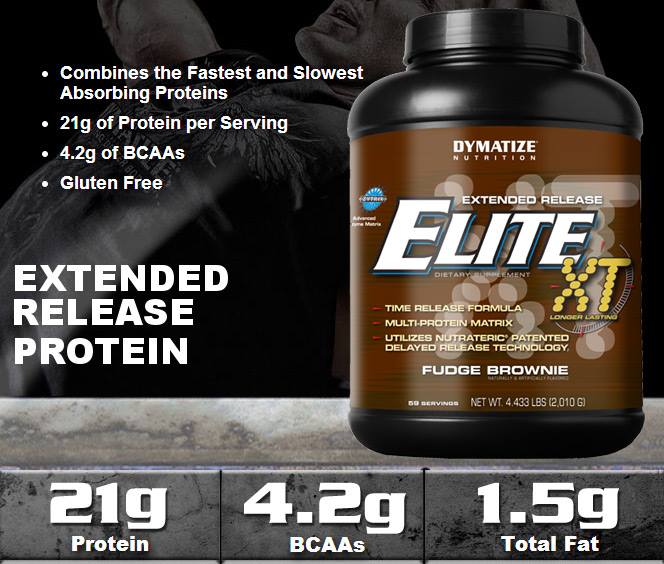 Combines the Fastest and Slowest
Absorbing Proteins
21g of Protein per Serving
4.2g of BCAAs
Gluten Free
EXTENDED
RELEASE
PROTEIN
DYMATIZE
NUTRITION
EXTENDED RELEASE
ELITE
XT
DIETARY SUPPLEMENT
LONGER LASTING
TIME RELEASE FORMULA
MULTI-PROTEIN MATRIX
UTILIZES NUTRATERIC® PATENTED
DELAYED RELEASE TECHNOLOGY
FUDGE BROWNIE
NATURALLY & ARTIFICIALLY FLAVORED
59 SERVINGS NET WT. 4.433 LBS (2,010 G)
21g
Protein
4.2g
BCAAs
1.5g
Total Fat